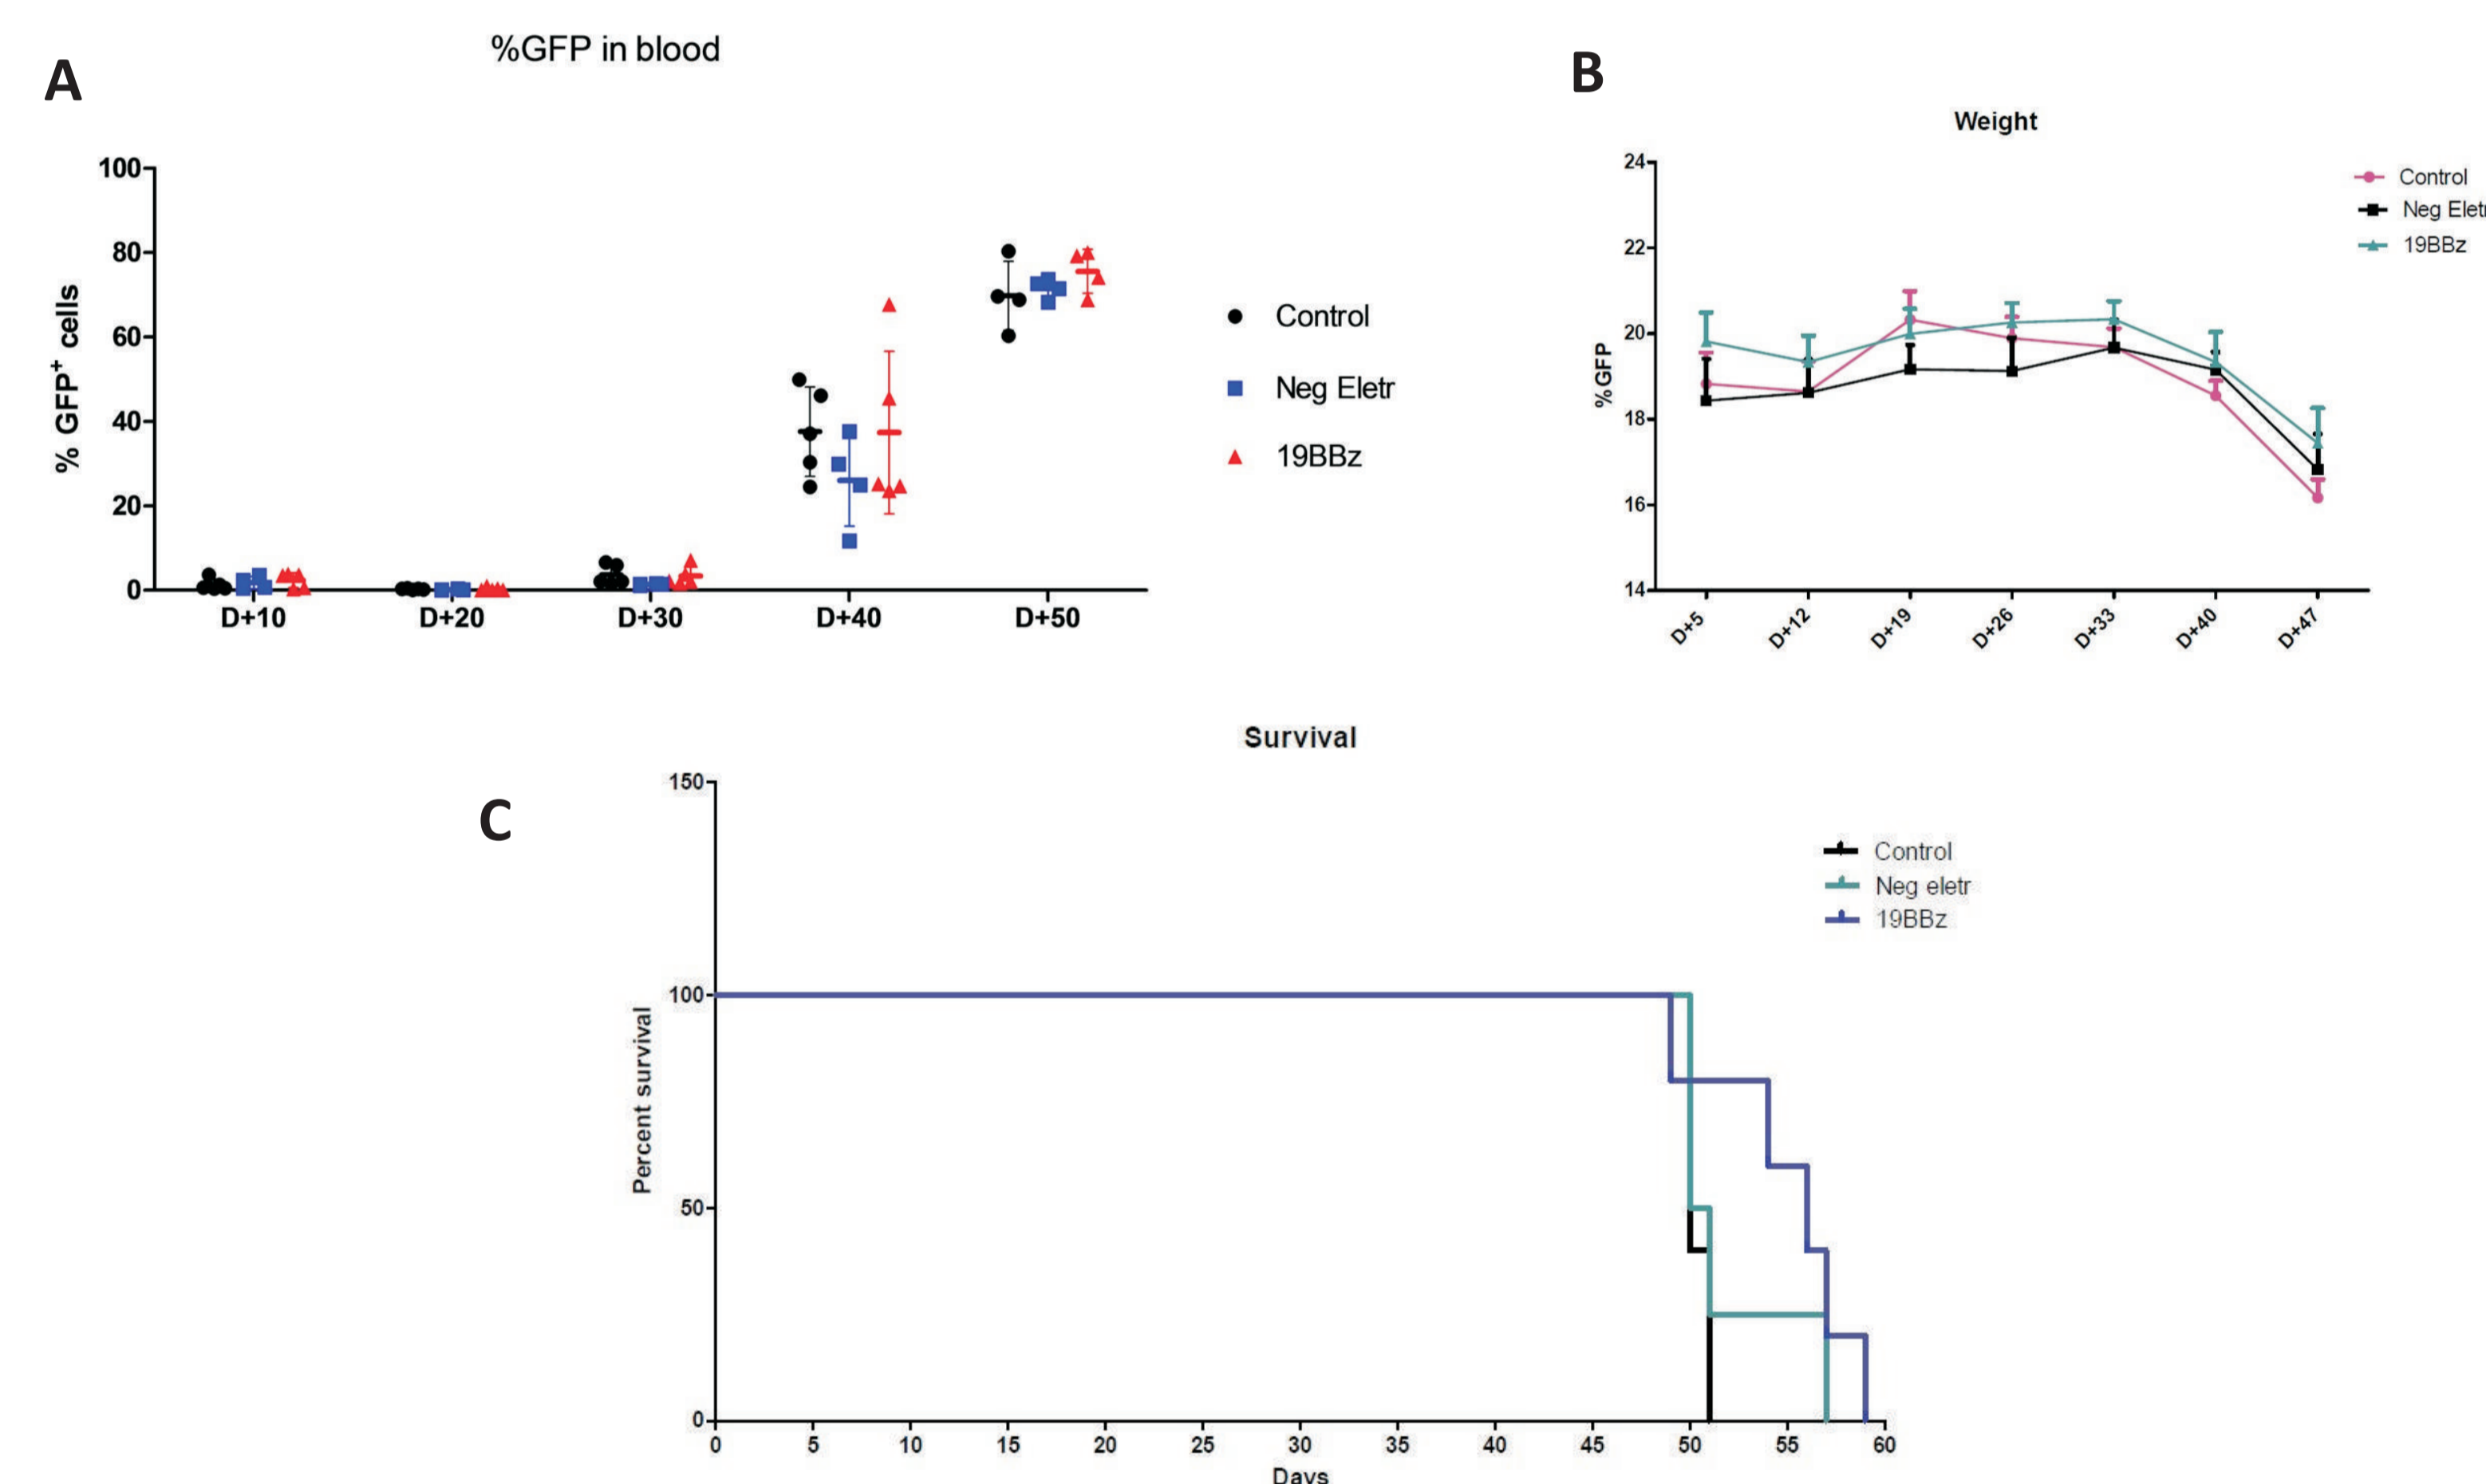 %GFP in blood
A
% GFP+ cells
100
80
60
40
20
0
D+10
D+20
D+30
D+40
D+50
Control
Neg Eletr
19BBz
B
Weight
%GFP
24
22
20
18
16
14
D+5
D+12
D+19
D+26
D+33
D+40
D+47
Control
Neg Eletr
19BBz
Survival
C
Percent survival
150
100
50
0
0
5
10
15
20
25
30
35
40
45
50
55
60
Days
Control
Neg eletr
19BBz